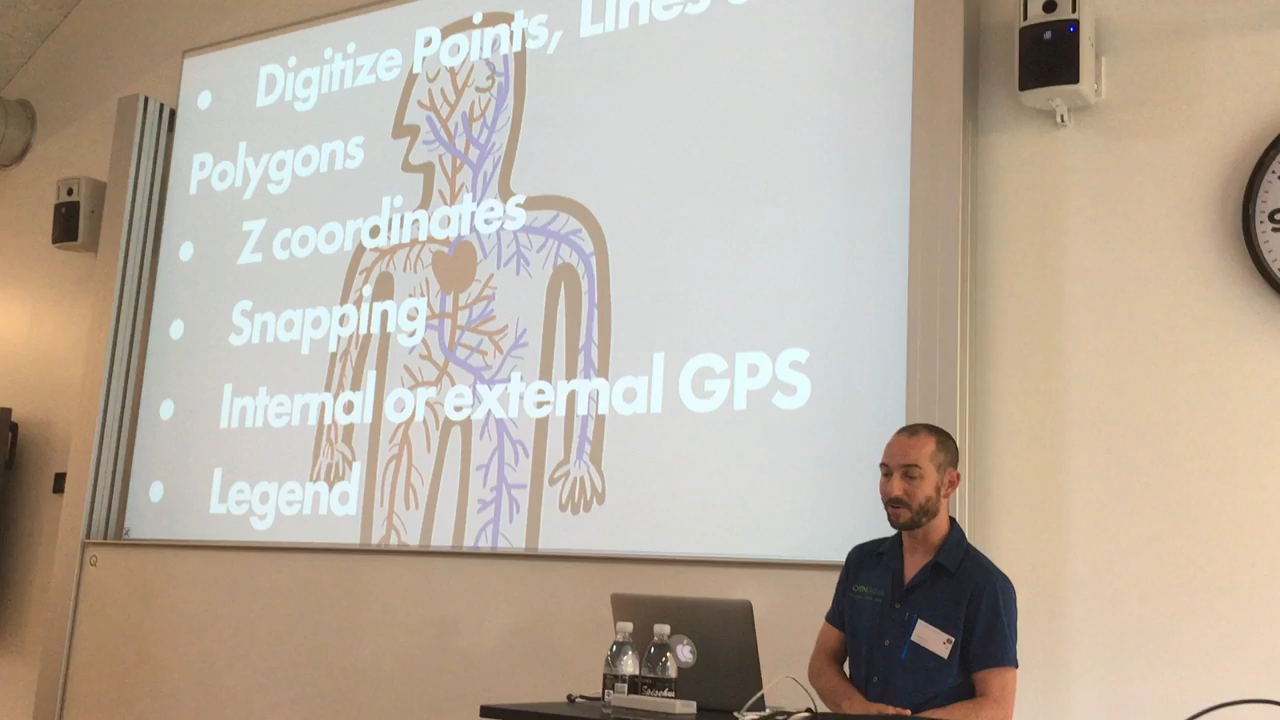 • Digitize Points, Lines
Polygons
• Z coordinates
• Snapping
• Internal or external GPS
• Legend